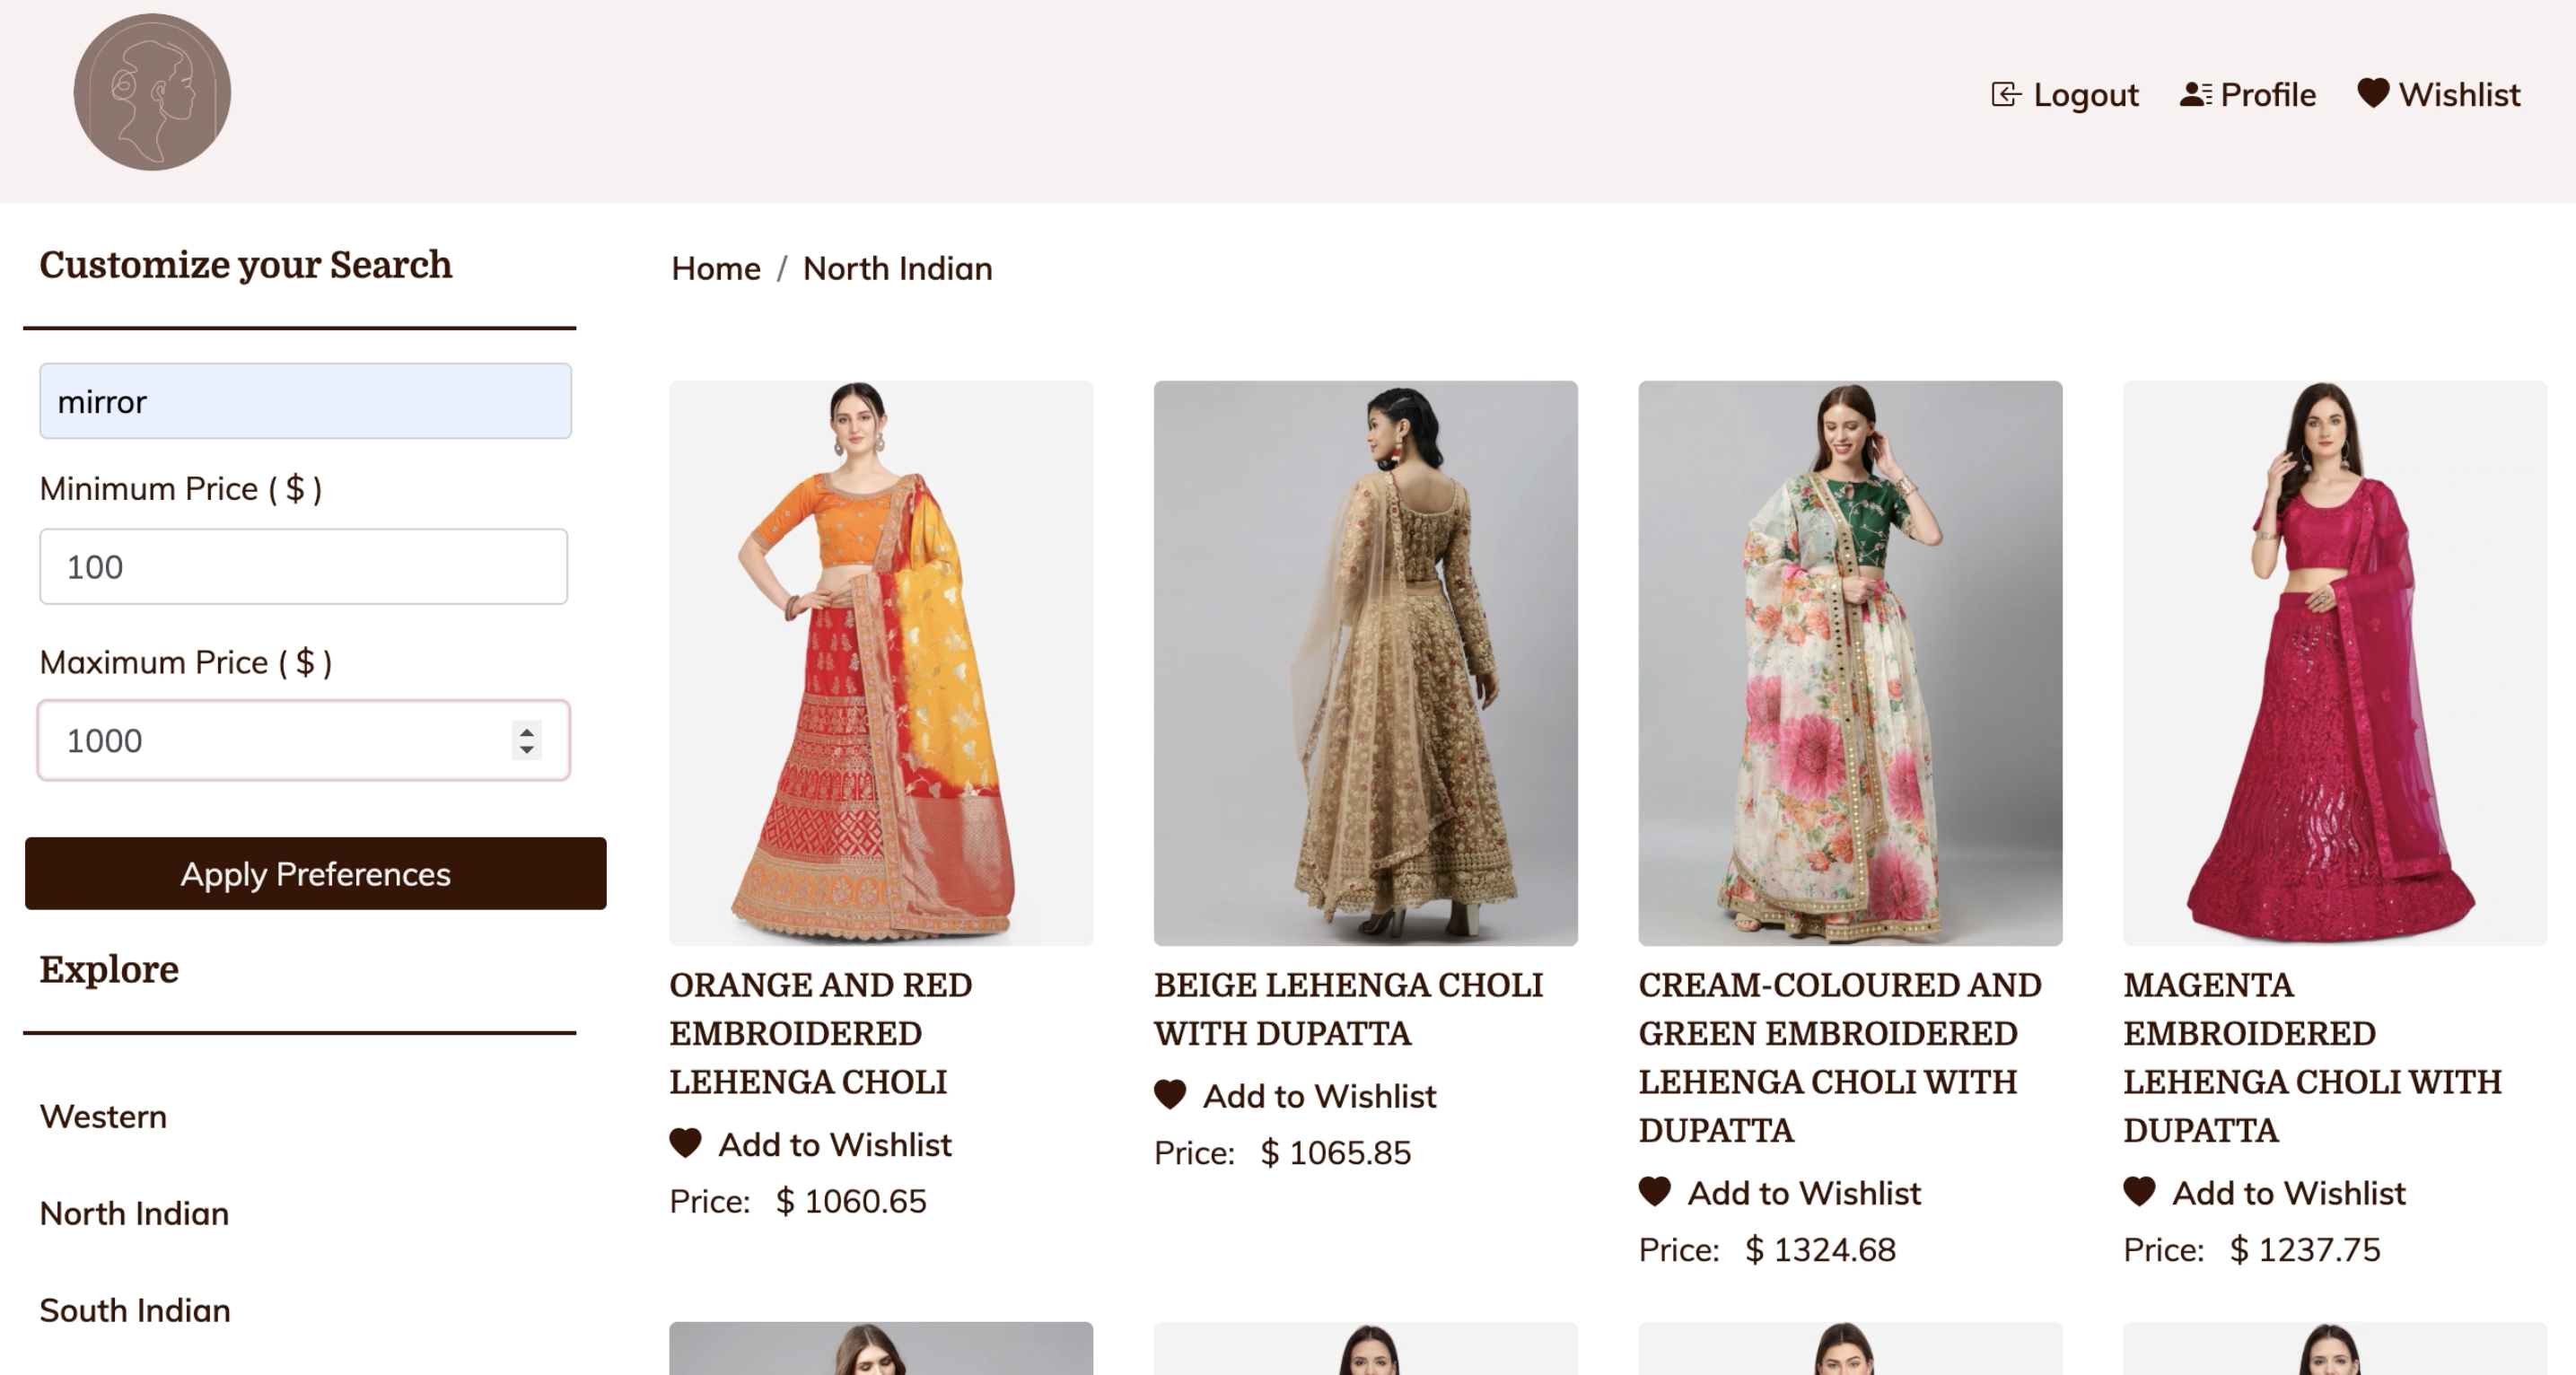 Logout Profile Wishlist
Customize your Search
mirror
Minimum Price ( $ )
100
Maximum Price ( $ )
1000
Apply Preferences
Explore
Western
North Indian
South Indian
Home / North Indian
ORANGE AND RED
EMBROIDERED
LEHENGA CHOLI
Add to Wishlist
Price: $ 1060.65
BEIGE LEHENGA CHOLI
WITH DUPATTA
Add to Wishlist
Price: $ 1065.85
CREAM-COLOURED AND
GREEN EMBROIDERED
LEHENGA CHOLI WITH
DUPATTA
Add to Wishlist
Price: $ 1324.68
MAGENTA
EMBROIDERED
LEHENGA CHOLI WITH
DUPATTA
Add to Wishlist
Price: $ 1237.75